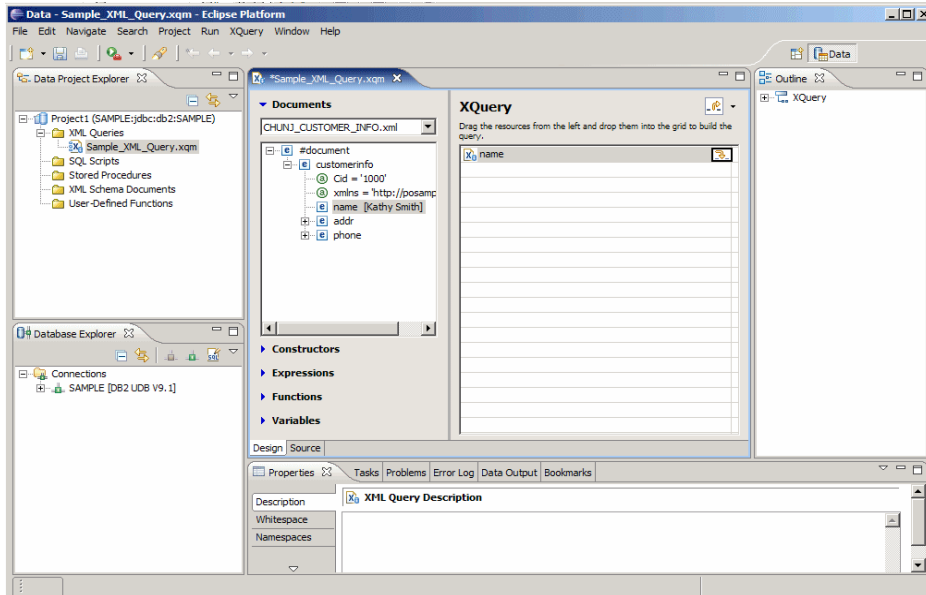 Data - Sample_XML_Query.xqm - Eclipse Platform
File Edit Navigate Search Project Run XQuery Window Help
Data
Data Project Explorer
Project1 (SAMPLE:jdbc:db2:SAMPLE)
XML Queries
Sample_XML_Query.xqm
SQL Scripts
Stored Procedures
XML Schema Documents
User-Defined Functions
Database Explorer
SQL
Connections
SAMPLE [DB2 UDB V9.1]
*Sample_XML_Query.xqm
Documents
CHUNJ_CUSTOMER_INFO.xml
#document
customerinfo
Cid = '1000'
xmlns = 'http://posamp
name [Kathy Smith]
addr
phone
Constructors
Expressions
Functions
Variables
Design Source
XQuery
Drag the resources from the left and drop them into the grid to build the
query.
name
Outline
XQuery
Properties Tasks Problems Error Log Data Output Bookmarks
Description
Whitespace
Namespaces
XML Query Description